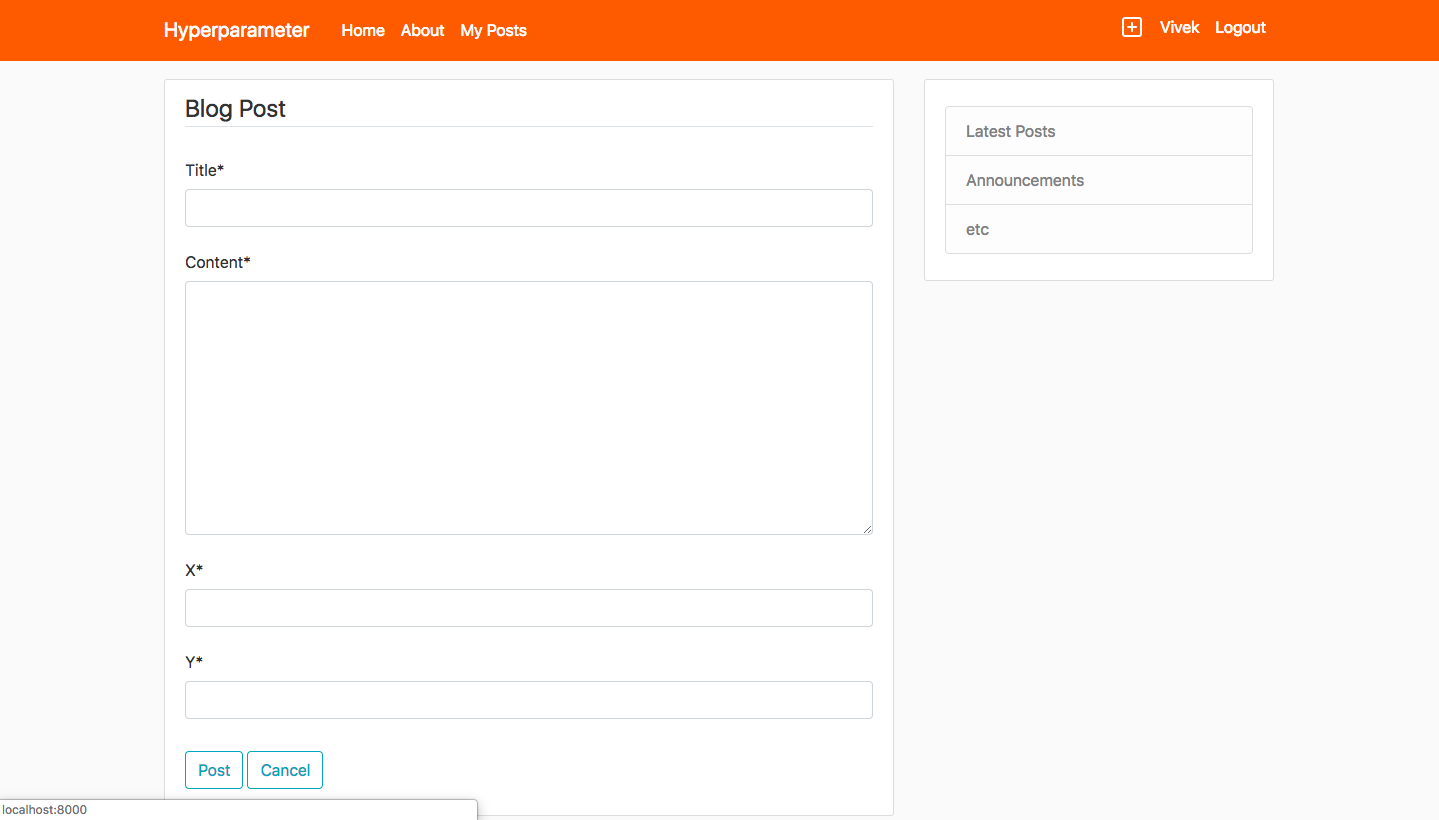 Hyperparameter Home About My Posts Vivek Logout
Blog Post
Title*
Content*
X*
Y*
Post Cancel
Latest Posts
Announcements
etc
localhost:8000